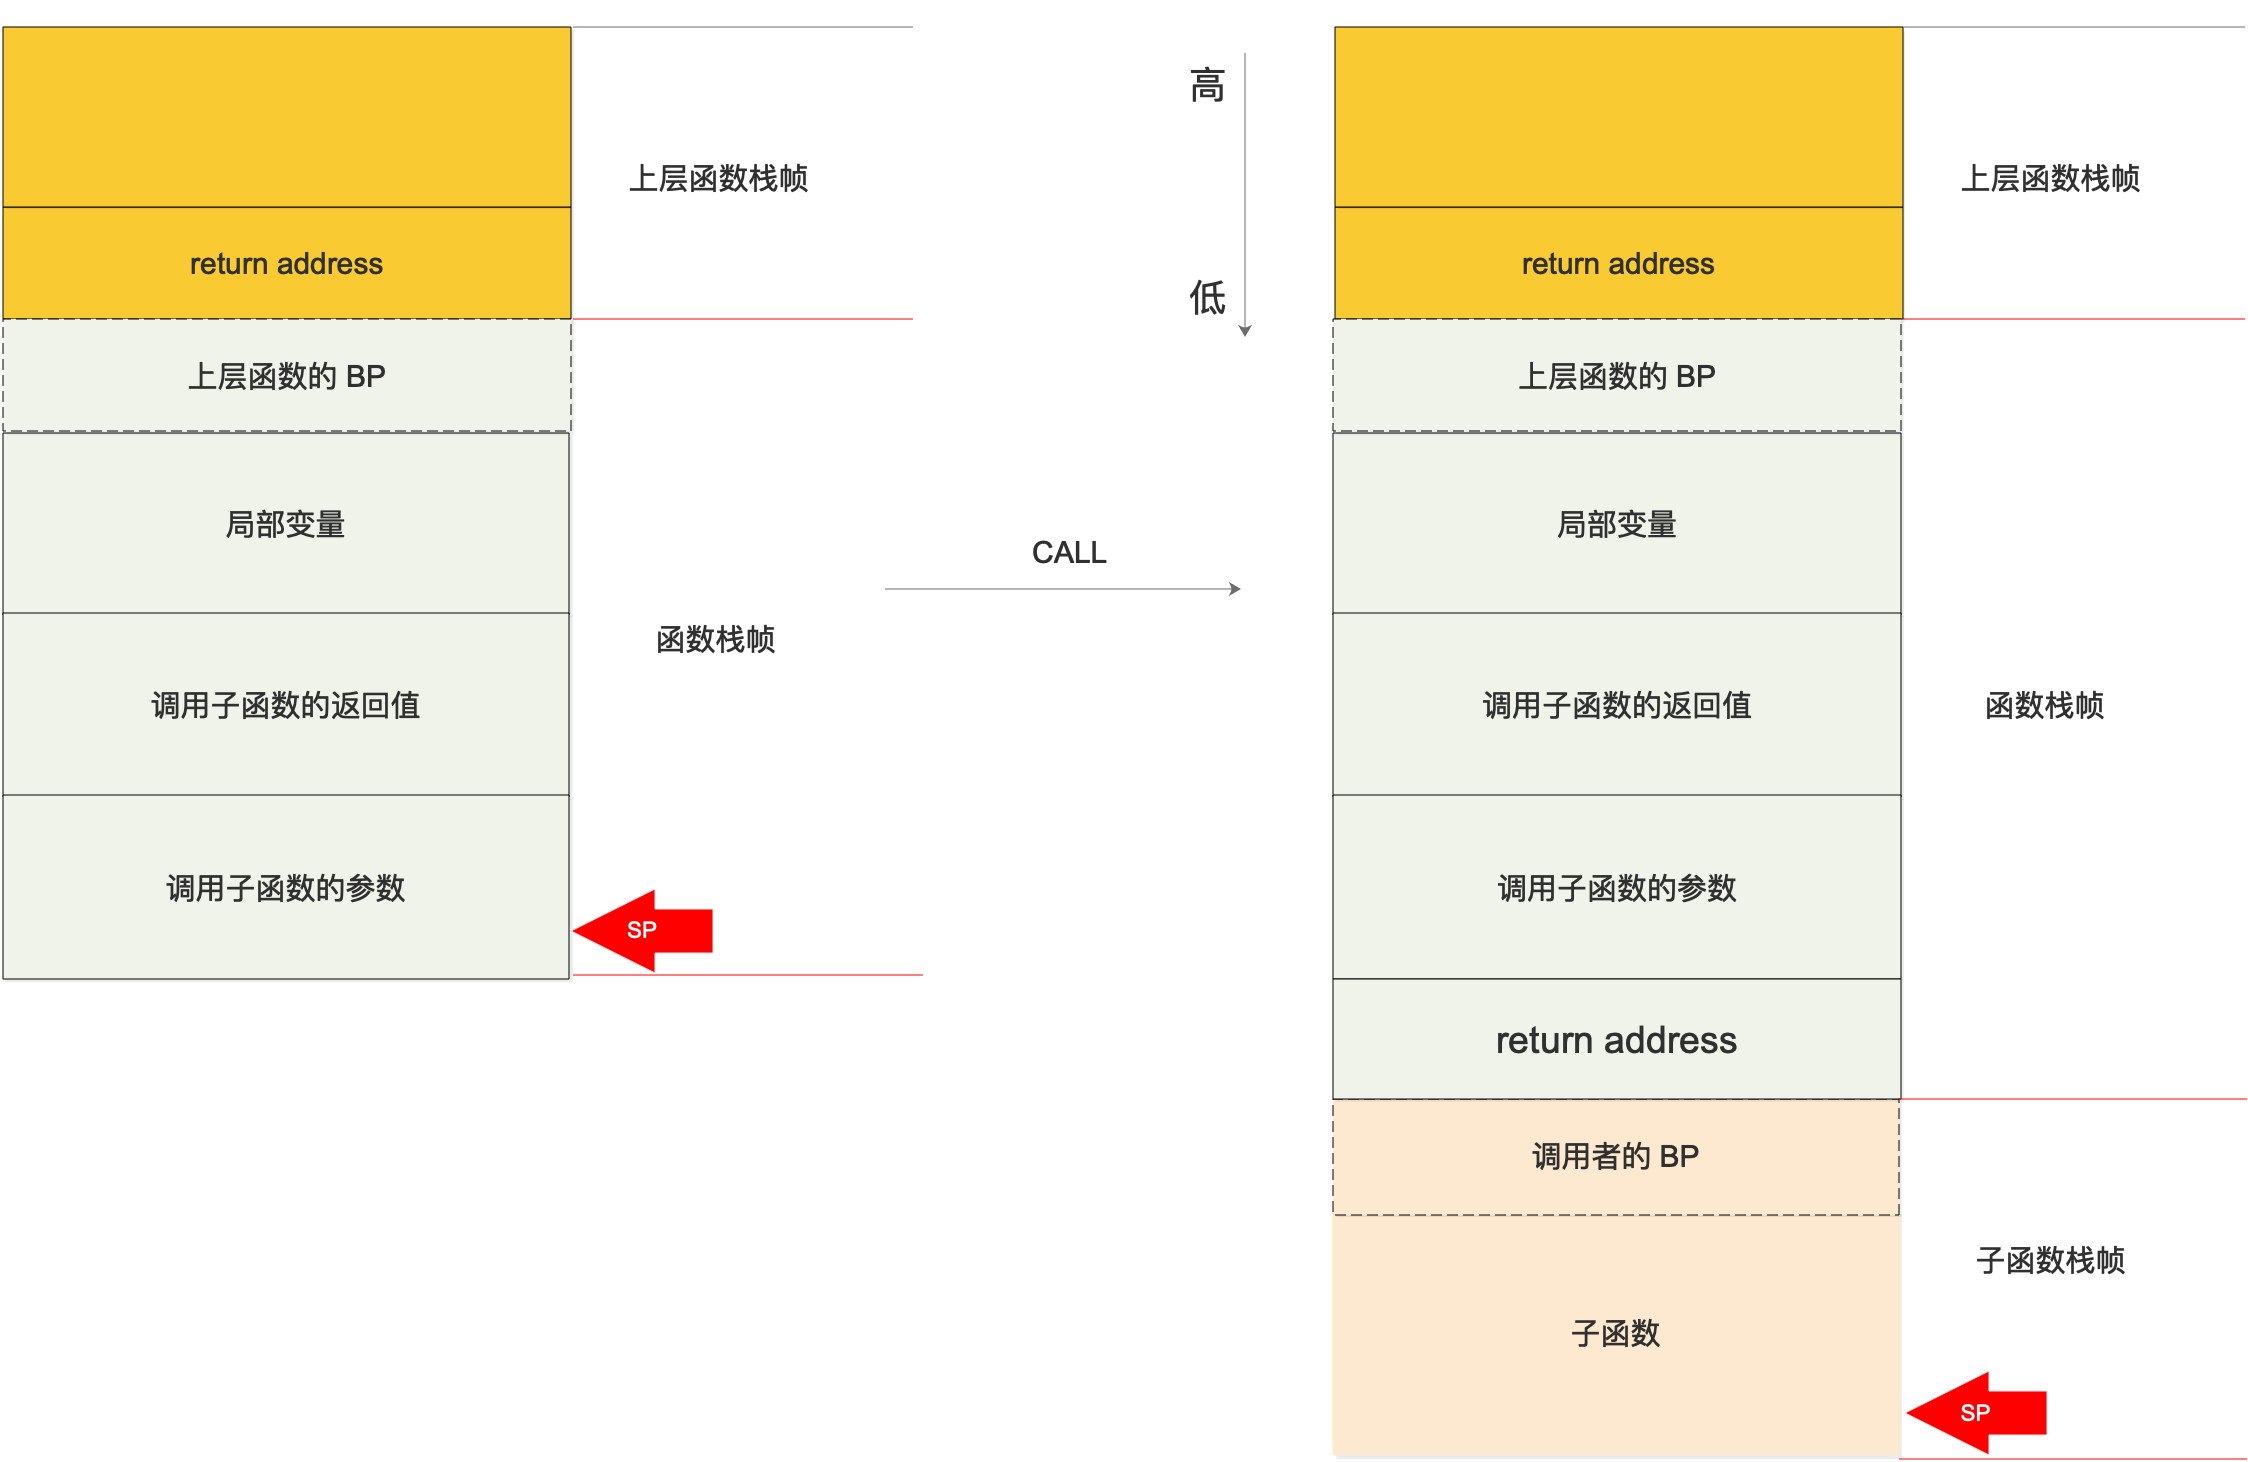 上层函数栈帧
return address
上层函数的 BP
局部变量
函数栈帧
调用子函数的返回值
调用子函数的参数
SP
CALL
高
低
上层函数栈帧
return address
上层函数的 BP
局部变量
调用子函数的返回值
函数栈帧
调用子函数的参数
return address
调用者的 BP
子函数栈帧
子函数
SP